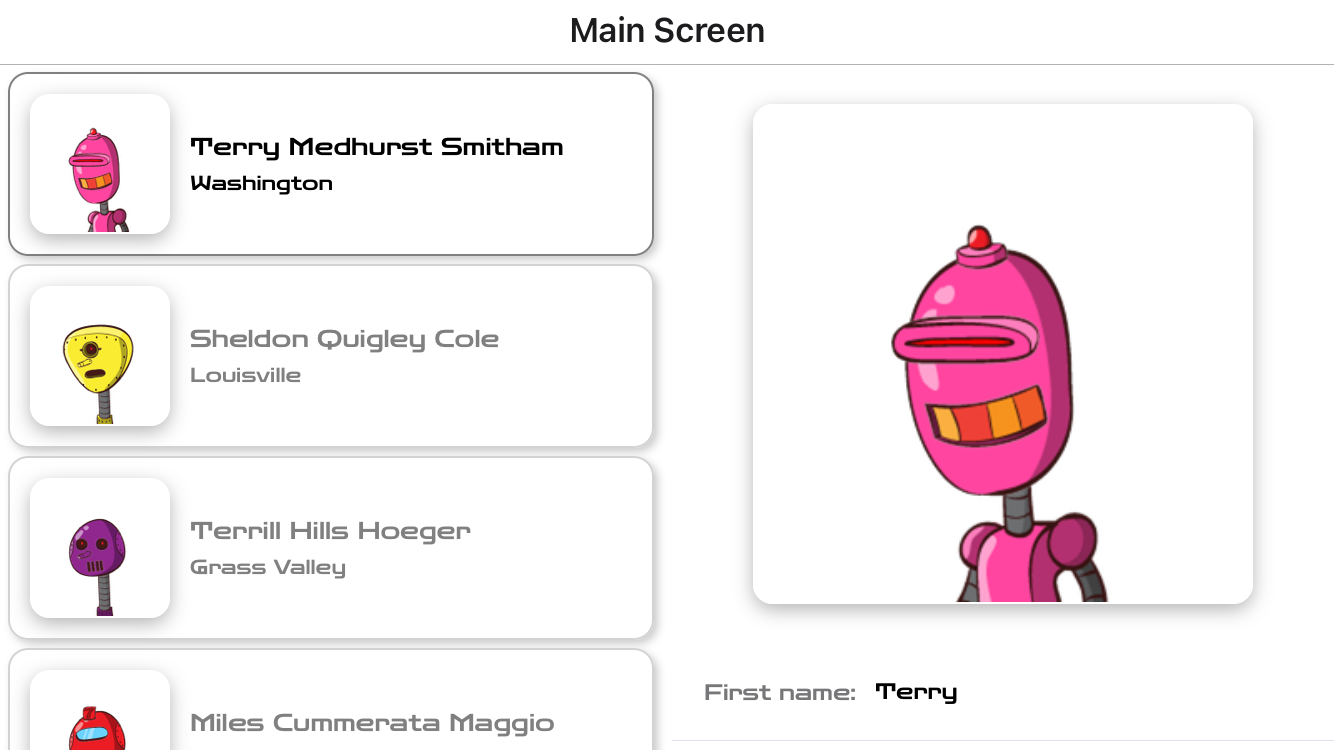 Main Screen
Terry Medhurst Smitham
Washington
Sheldon Quigley Cole
Louisville
Terrill Hills Hoeger
Grass Valley
Miles Cummerata Maggio
First name: Terry